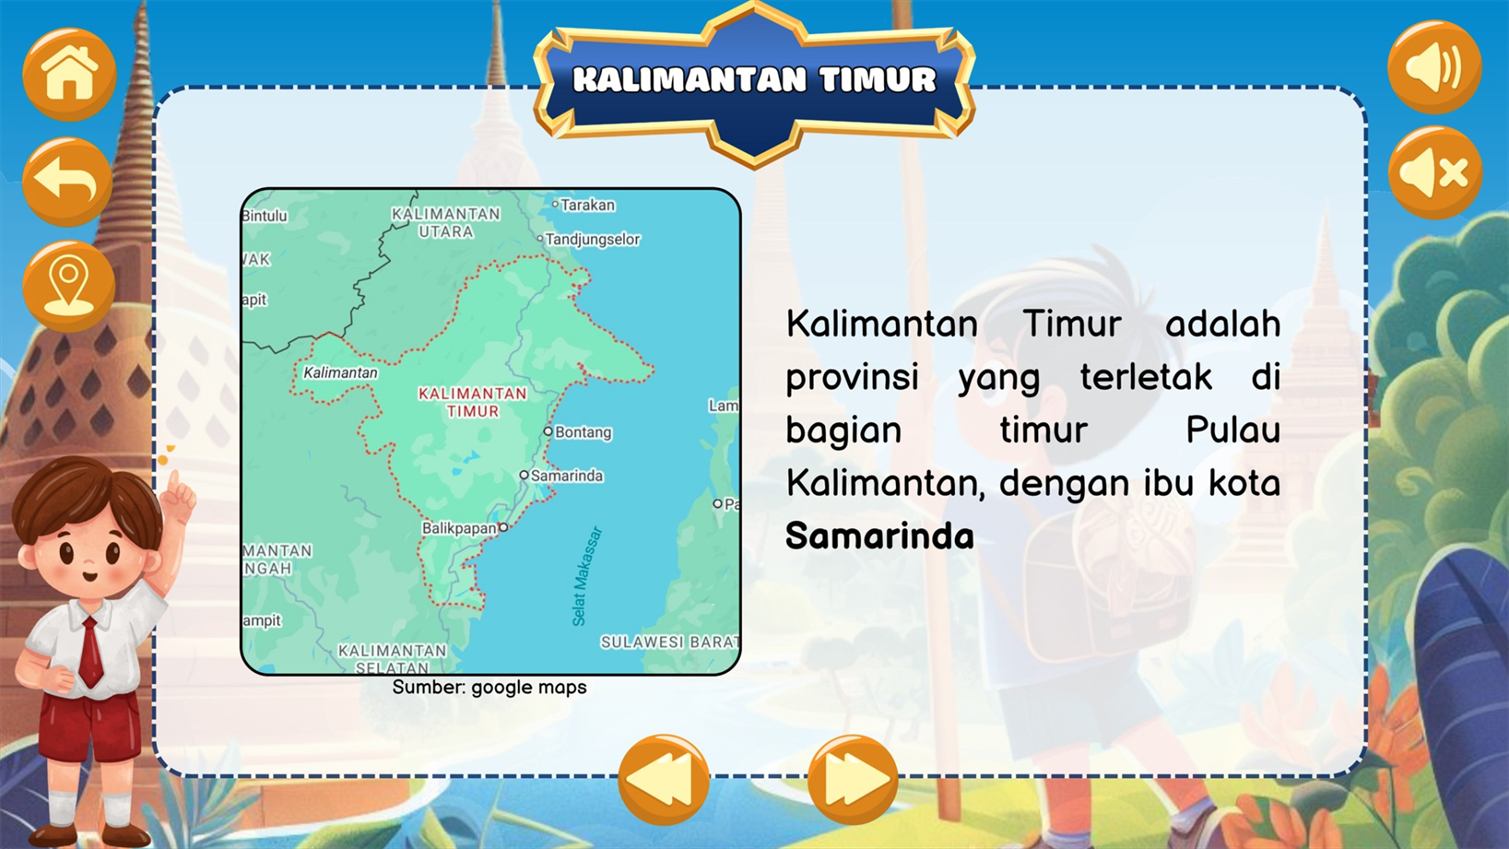 KALIMANTAN TIMUR
Bintulu
KALIMANTAN
UTARA
Tarakan
Tandjungselor
WAK
apit
Kalimantan
KALIMANTAN
TIMUR
Lam
Bontang
Samarinda
Pa
Balikpapan
MANTAN
NGAH
Selat Makassar
ampit
SULAWESI BARAT
KALIMANTAN
SELATAN
Sumber: google maps
Kalimantan Timur adalah
provinsi yang terletak di
bagian timur Pulau
Kalimantan, dengan ibu kota
Samarinda